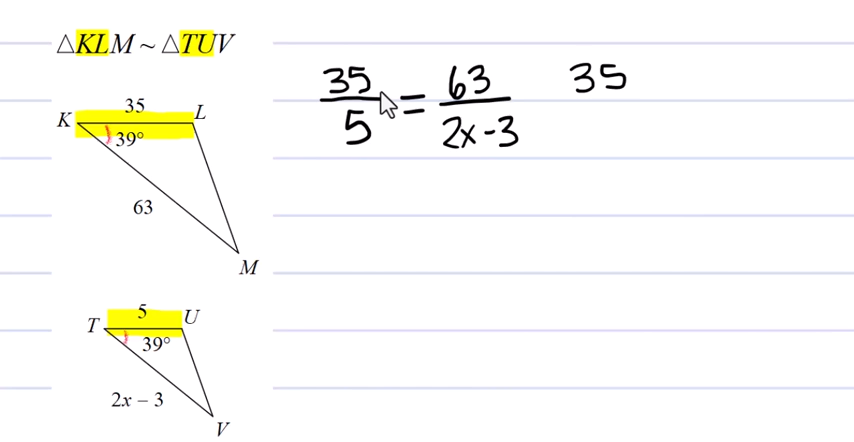 △KLM ~ △TUV
35/5 = 63/(2x-3) 35
35
K
L
39°
63
M
5
T
U
39°
2x – 3
V